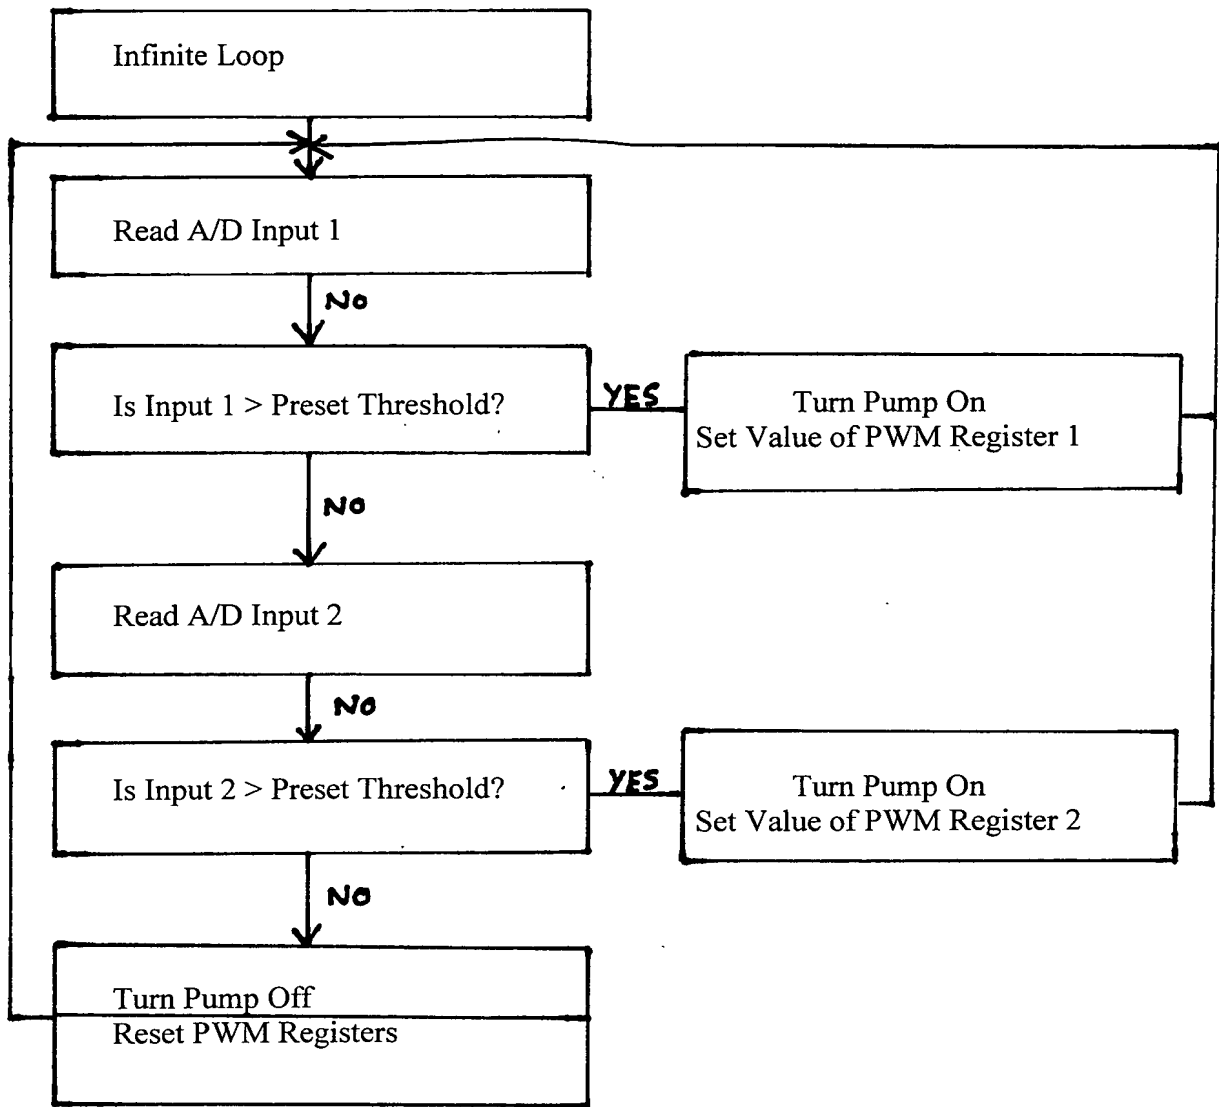 Infinite Loop
Read A/D Input 1
NO
Is Input 1 > Preset Threshold?
YES
Turn Pump On
Set Value of PWM Register 1
NO
Read A/D Input 2
NO
Is Input 2 > Preset Threshold?
YES
Turn Pump On
Set Value of PWM Register 2
NO
Turn Pump Off
Reset PWM Registers